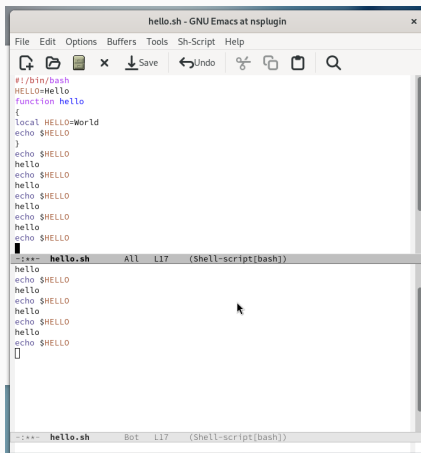 hello.sh - GNU Emacs at nsplugin
×
File Edit Options Buffers Tools Sh-Script Help
Save Undo
#!/bin/bash
HELLO=Hello
function hello
{
local HELLO=World
echo $HELLO
}
echo $HELLO
hello
echo $HELLO
hello
echo $HELLO
hello
echo $HELLO
hello
echo $HELLO
-:**- hello.sh All L17 (Shell-script[bash])
hello
echo $HELLO
hello
echo $HELLO
hello
echo $HELLO
hello
echo $HELLO
-:**- hello.sh Bot L17 (Shell-script[bash])